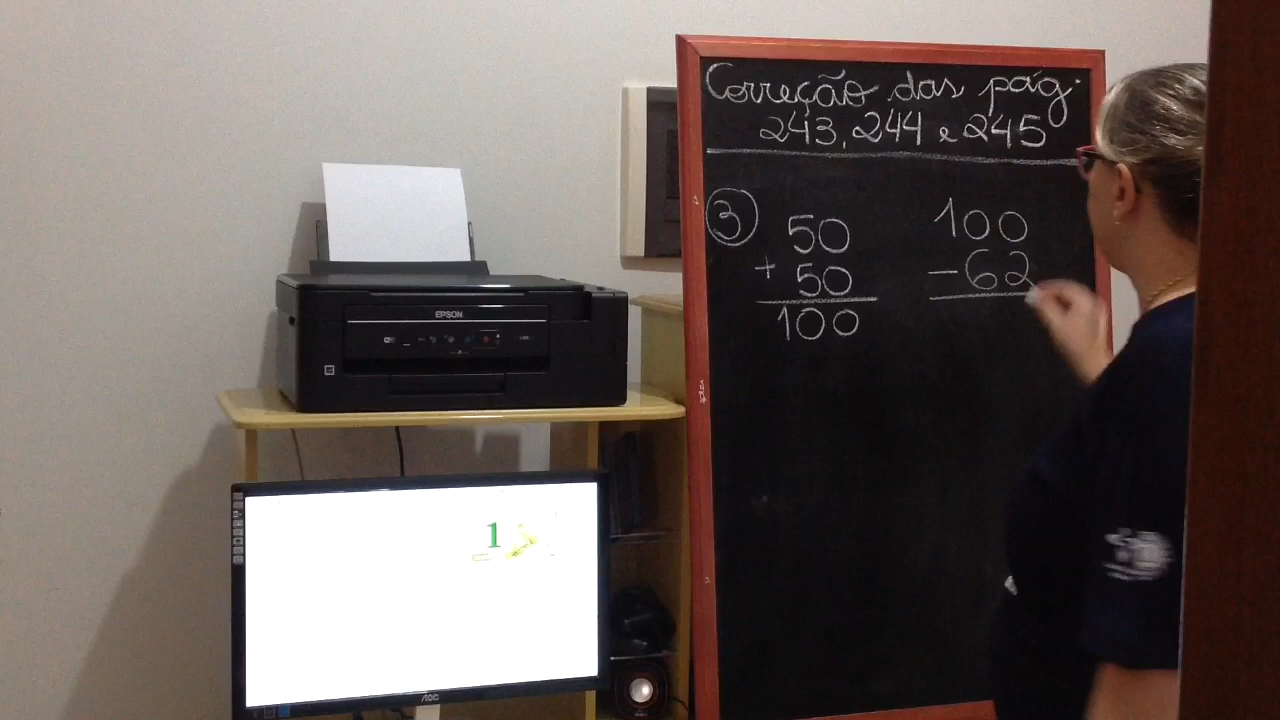 Correção das pág.
243, 244 e 245
3
50
+ 50
100
100
- 62
EPSON
1
AOC